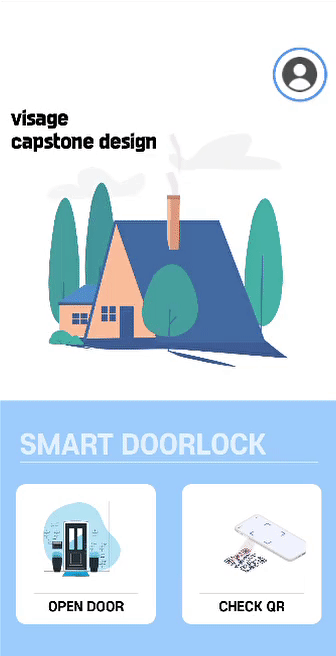 visage
capstone design
SMART DOORLOCK
OPEN DOOR
CHECK QR